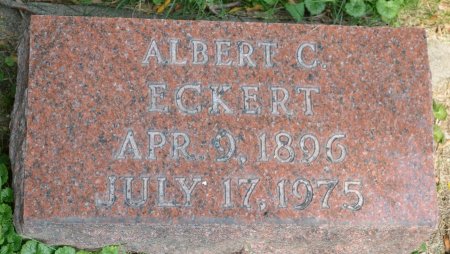 ALBERT C.
ECKERT
APR. 9, 1896
JULY 17, 1975